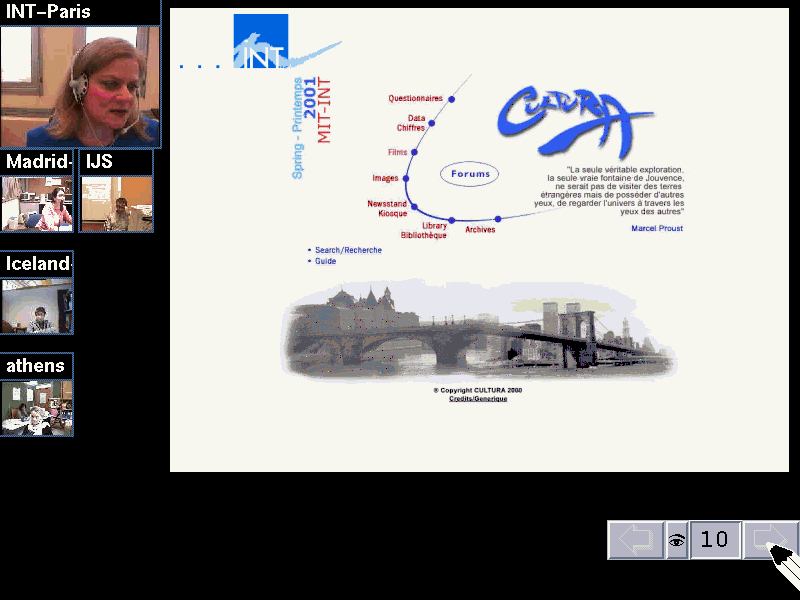 INT-Paris
Madrid-
IJS
Iceland-
athens
INT
Spring - Printemps
2001
MIT-INT
Questionnaires
Data
Chiffres
Films
Images
Newsstand
Kiosque
Library
Bibliothèque
Archives
Forums
CULTURA
"La seule véritable exploration,
la seule vraie fontaine de Jouvence,
ne serait pas de visiter des terres
étrangères mais de posséder d'autres
yeux, de regarder l'univers à travers les
yeux des autres"
Marcel Proust
• Search/Recherche
• Guide
© Copyright CULTURA 2000
Credits/Generique
10